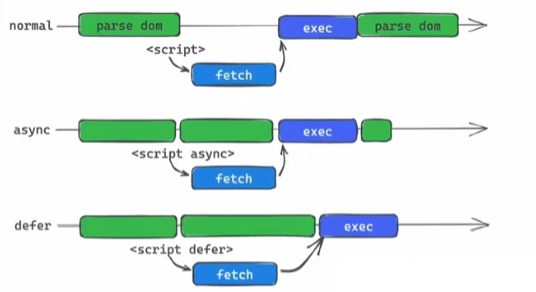 normal parse dom exec parse dom
<script>
fetch
async exec
<script async>
fetch
defer exec
<script defer>
fetch